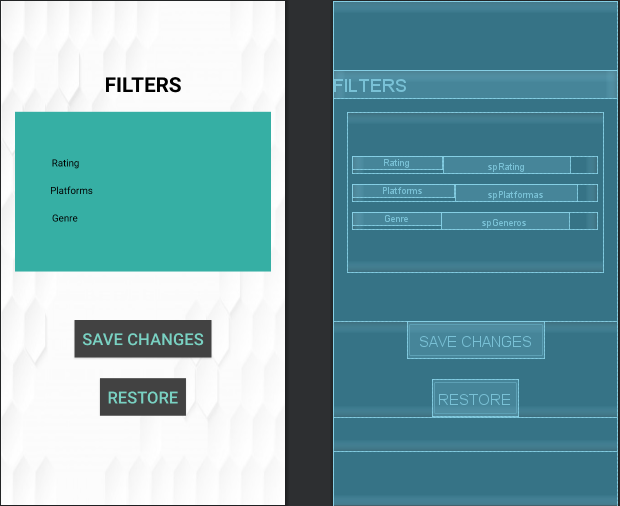 FILTERS
Rating
Platforms
Genre
SAVE CHANGES
RESTORE
FILTERS
Rating spRating
Platforms spPlatformas
Genre spGeneros
SAVE CHANGES
RESTORE